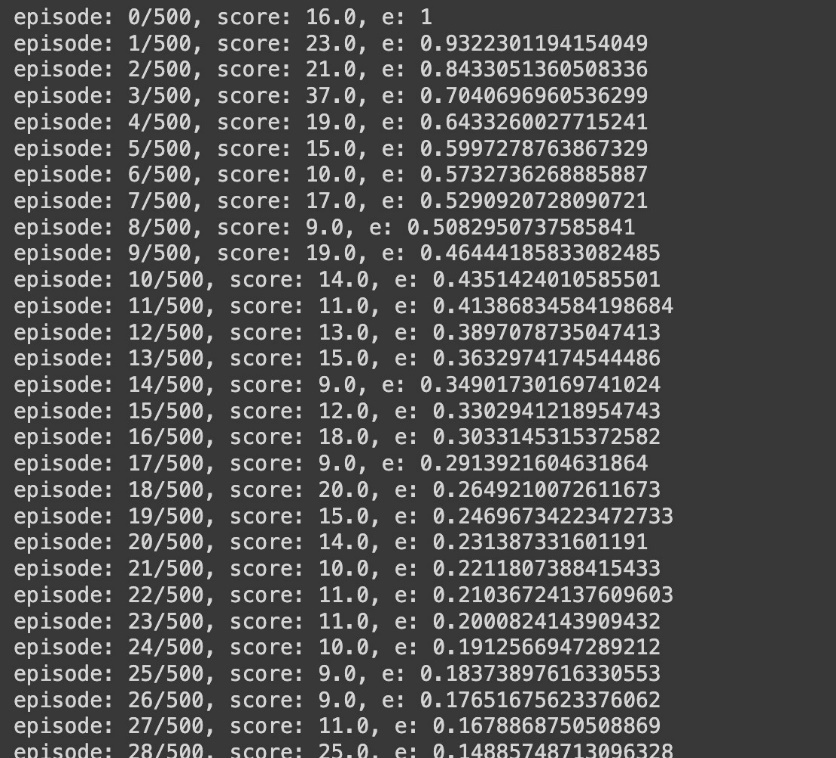 episode: 0/500, score: 16.0, e: 1
episode: 1/500, score: 23.0, e: 0.9322301194154049
episode: 2/500, score: 21.0, e: 0.8433051360508336
episode: 3/500, score: 37.0, e: 0.7040696960536299
episode: 4/500, score: 19.0, e: 0.6433260027715241
episode: 5/500, score: 15.0, e: 0.5997278763867329
episode: 6/500, score: 10.0, e: 0.5732736268885887
episode: 7/500, score: 17.0, e: 0.5290920728090721
episode: 8/500, score: 9.0, e: 0.5082950737585841
episode: 9/500, score: 19.0, e: 0.46444185833082485
episode: 10/500, score: 14.0, e: 0.4351424010585501
episode: 11/500, score: 11.0, e: 0.41386834584198684
episode: 12/500, score: 13.0, e: 0.3897078735047413
episode: 13/500, score: 15.0, e: 0.3632974174544486
episode: 14/500, score: 9.0, e: 0.34901730169741024
episode: 15/500, score: 12.0, e: 0.3302941218954743
episode: 16/500, score: 18.0, e: 0.3033145315372582
episode: 17/500, score: 9.0, e: 0.2913921604631864
episode: 18/500, score: 20.0, e: 0.2649210072611673
episode: 19/500, score: 15.0, e: 0.24696734223472733
episode: 20/500, score: 14.0, e: 0.231387331601191
episode: 21/500, score: 10.0, e: 0.2211807388415433
episode: 22/500, score: 11.0, e: 0.21036724137609603
episode: 23/500, score: 11.0, e: 0.2000824143909432
episode: 24/500, score: 10.0, e: 0.1912566947289212
episode: 25/500, score: 9.0, e: 0.18373897616330553
episode: 26/500, score: 9.0, e: 0.17651675623376062
episode: 27/500, score: 11.0, e: 0.1678868750508869
episode: 28/500, score: 25.0, e: 0.14885748713096328